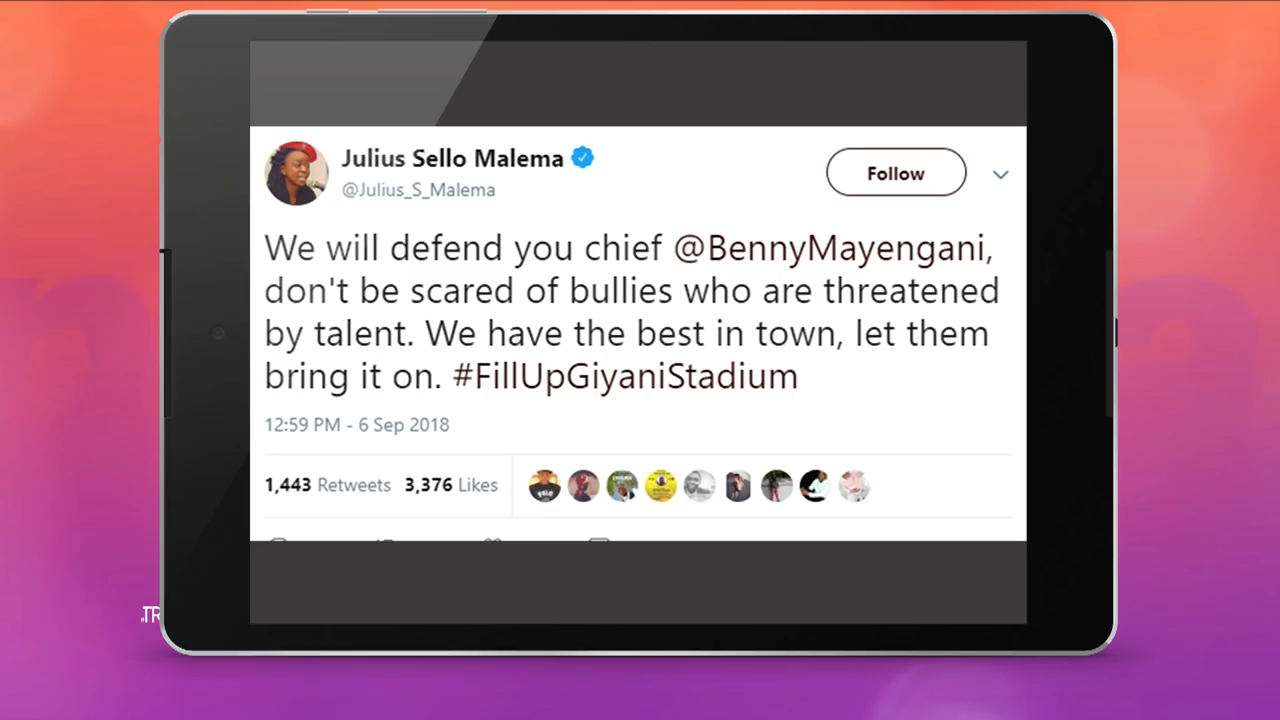 Julius Sello Malema
@Julius_S_Malema
Follow
We will defend you chief @BennyMayengani,
don't be scared of bullies who are threatened
by talent. We have the best in town, let them
bring it on. #FillUpGiyaniStadium
12:59 PM - 6 Sep 2018
1,443 Retweets 3,376 Likes